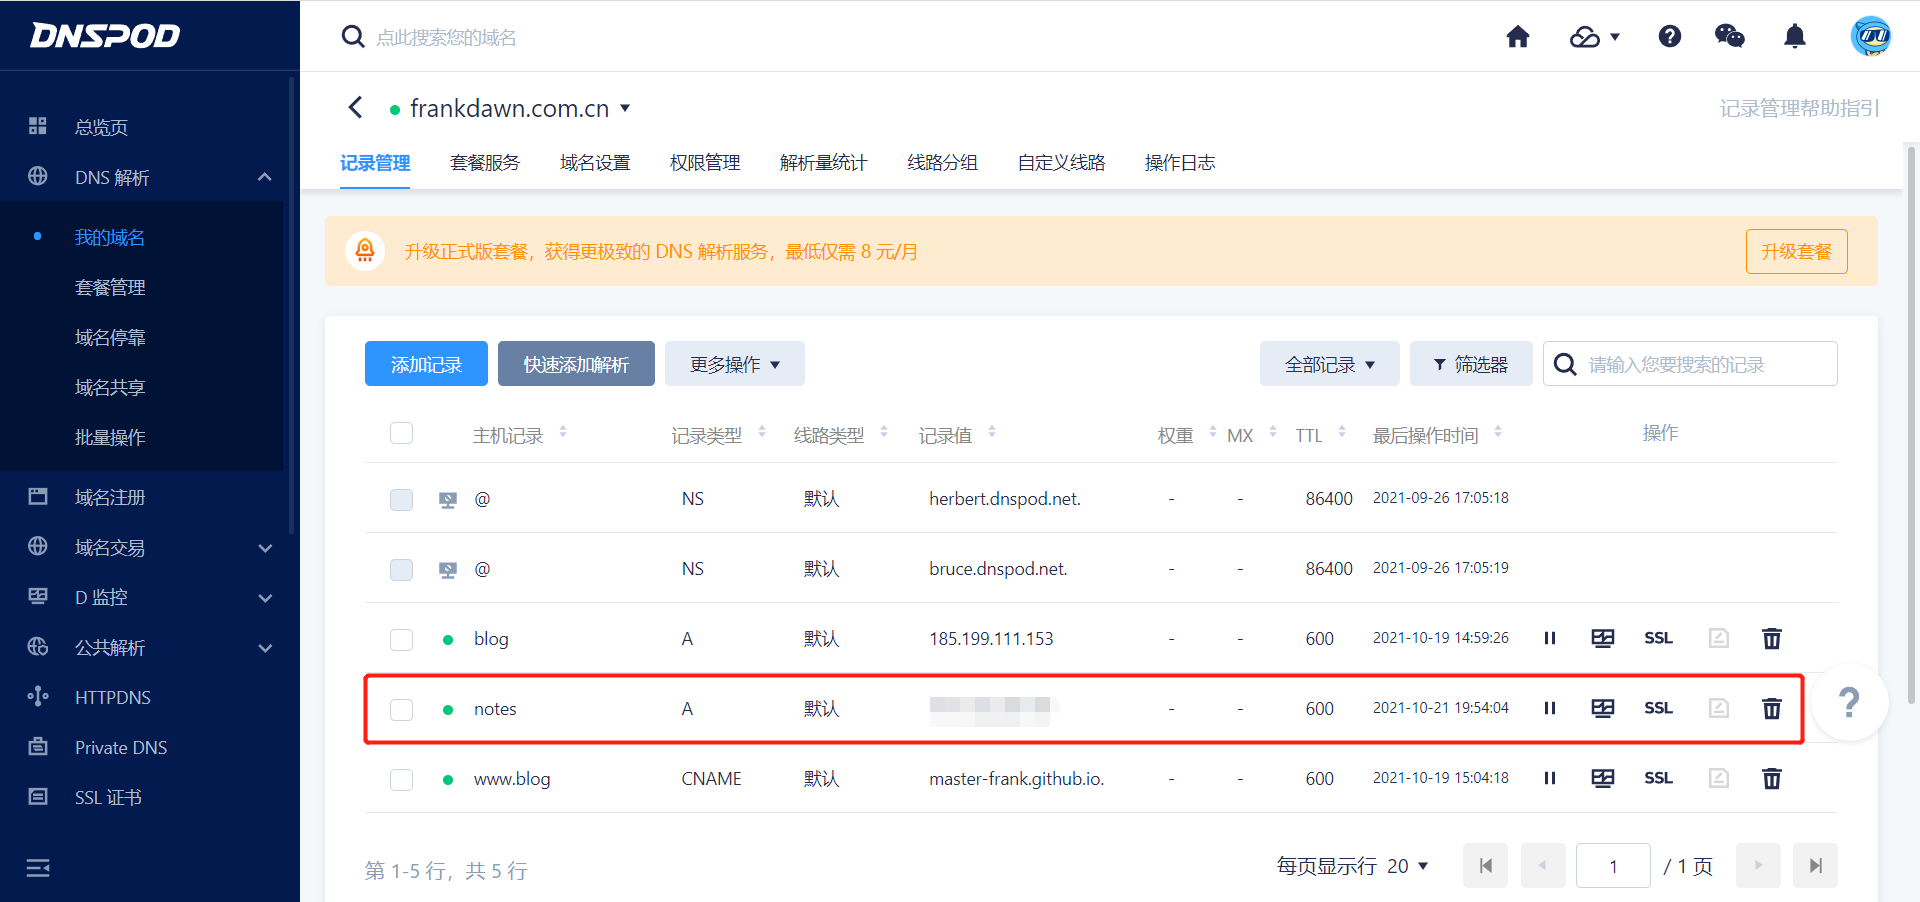 DNSPOD
点此搜索您的域名
总览页
DNS 解析
我的域名
套餐管理
域名停靠
域名共享
批量操作
域名注册
域名交易
D 监控
公共解析
HTTPDNS
Private DNS
SSL 证书
frankdawn.com.cn
记录管理帮助指引
记录管理 套餐服务 域名设置 权限管理 解析量统计 线路分组 自定义线路 操作日志
升级正式版套餐，获得更极致的 DNS 解析服务，最低仅需 8 元/月
升级套餐
添加记录 快速添加解析 更多操作 全部记录 筛选器 请输入您要搜索的记录
主机记录 记录类型 线路类型 记录值 权重 MX TTL 最后操作时间 操作
@ NS 默认 herbert.dnspod.net. - - 86400 2021-09-26 17:05:18
@ NS 默认 bruce.dnspod.net. - - 86400 2021-09-26 17:05:19
blog A 默认 185.199.111.153 - - 600 2021-10-19 14:59:26 SSL
notes A 默认 - - 600 2021-10-21 19:54:04 SSL
www.blog CNAME 默认 master-frank.github.io. - - 600 2021-10-19 15:04:18 SSL
第 1-5 行，共 5 行
每页显示行 20 1 / 1 页
?